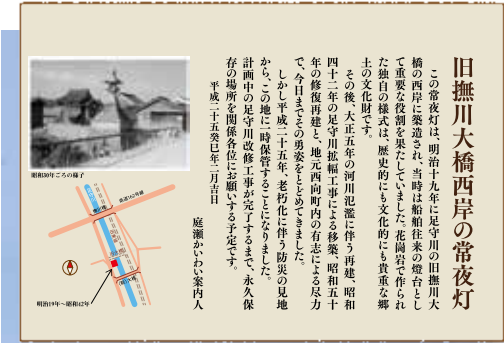 旧撫川大橋西岸の常夜灯
この常夜灯は、明治十九年に足守川の旧撫川大
橋の西岸に築造され、当時は船舶往来の燈台とし
て重要な役割を果たしていました。花崗岩で作られ
た独自の様式は、歴史的にも文化的にも貴重な郷
土の文化財です。
その後、大正五年の河川氾濫に伴う再建、昭和
四十二年の足守川拡幅工事による移築、昭和五十
年の修復再建と、地元西向町内の有志による尽力
で、今日までその勇姿をとどめてきました。
しかし平成二十五年、老朽化に伴う防災の見地
から、この地に一時保管することになりました。
計画中の足守川改修工事が完了するまで、永久保
存の場所を関係各位にお願いする予定です。
平成二十五癸巳年二月吉日
庭瀬かいわい案内人
昭和30年ごろの様子
明治19年〜昭和42年